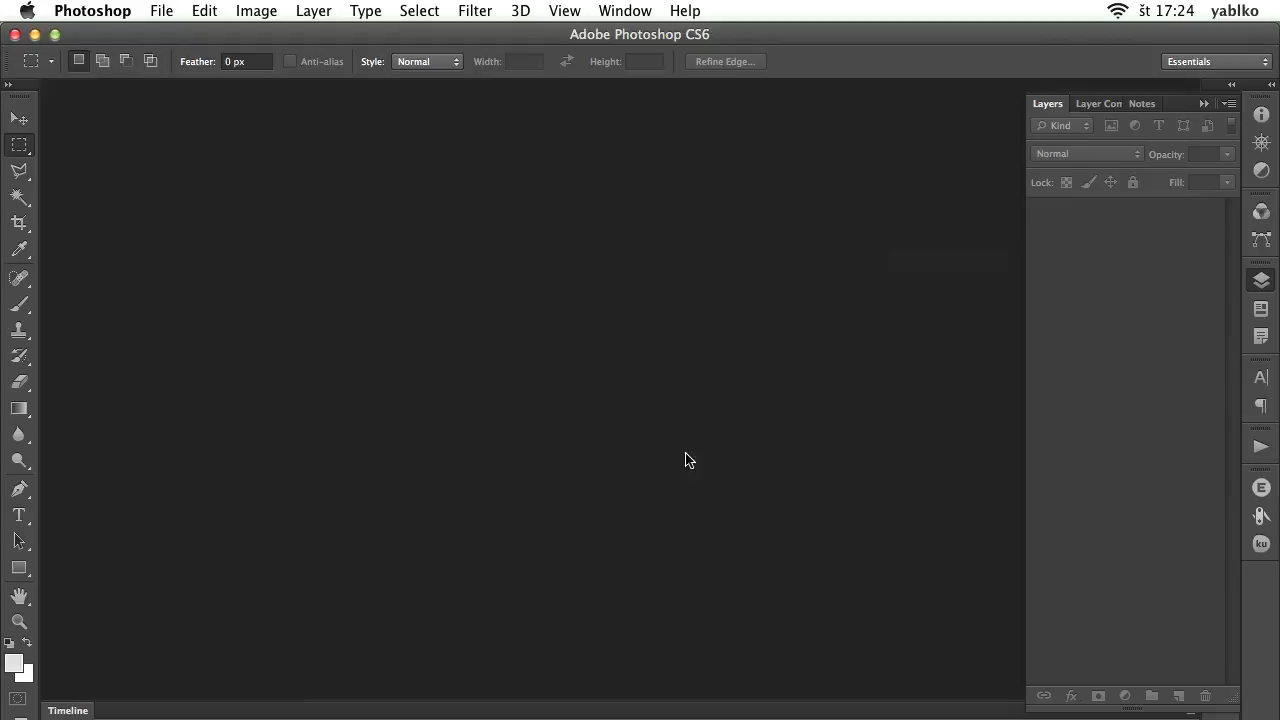 Photoshop File Edit Image Layer Type Select Filter 3D View Window Help št 17:24 yablko
Adobe Photoshop CS6
Feather: 0 px Anti-alias Style: Normal Width: Height: Refine Edge... Essentials
Layers Layer Con Notes
Kind
Normal Opacity:
Lock: Fill:
Timeline